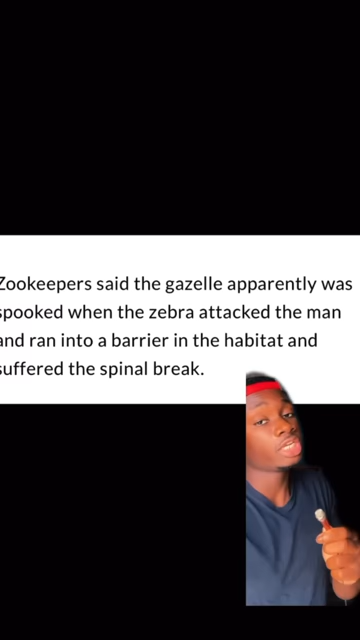 Zookeepers said the gazelle apparently was
spooked when the zebra attacked the man
and ran into a barrier in the habitat and
suffered the spinal break.